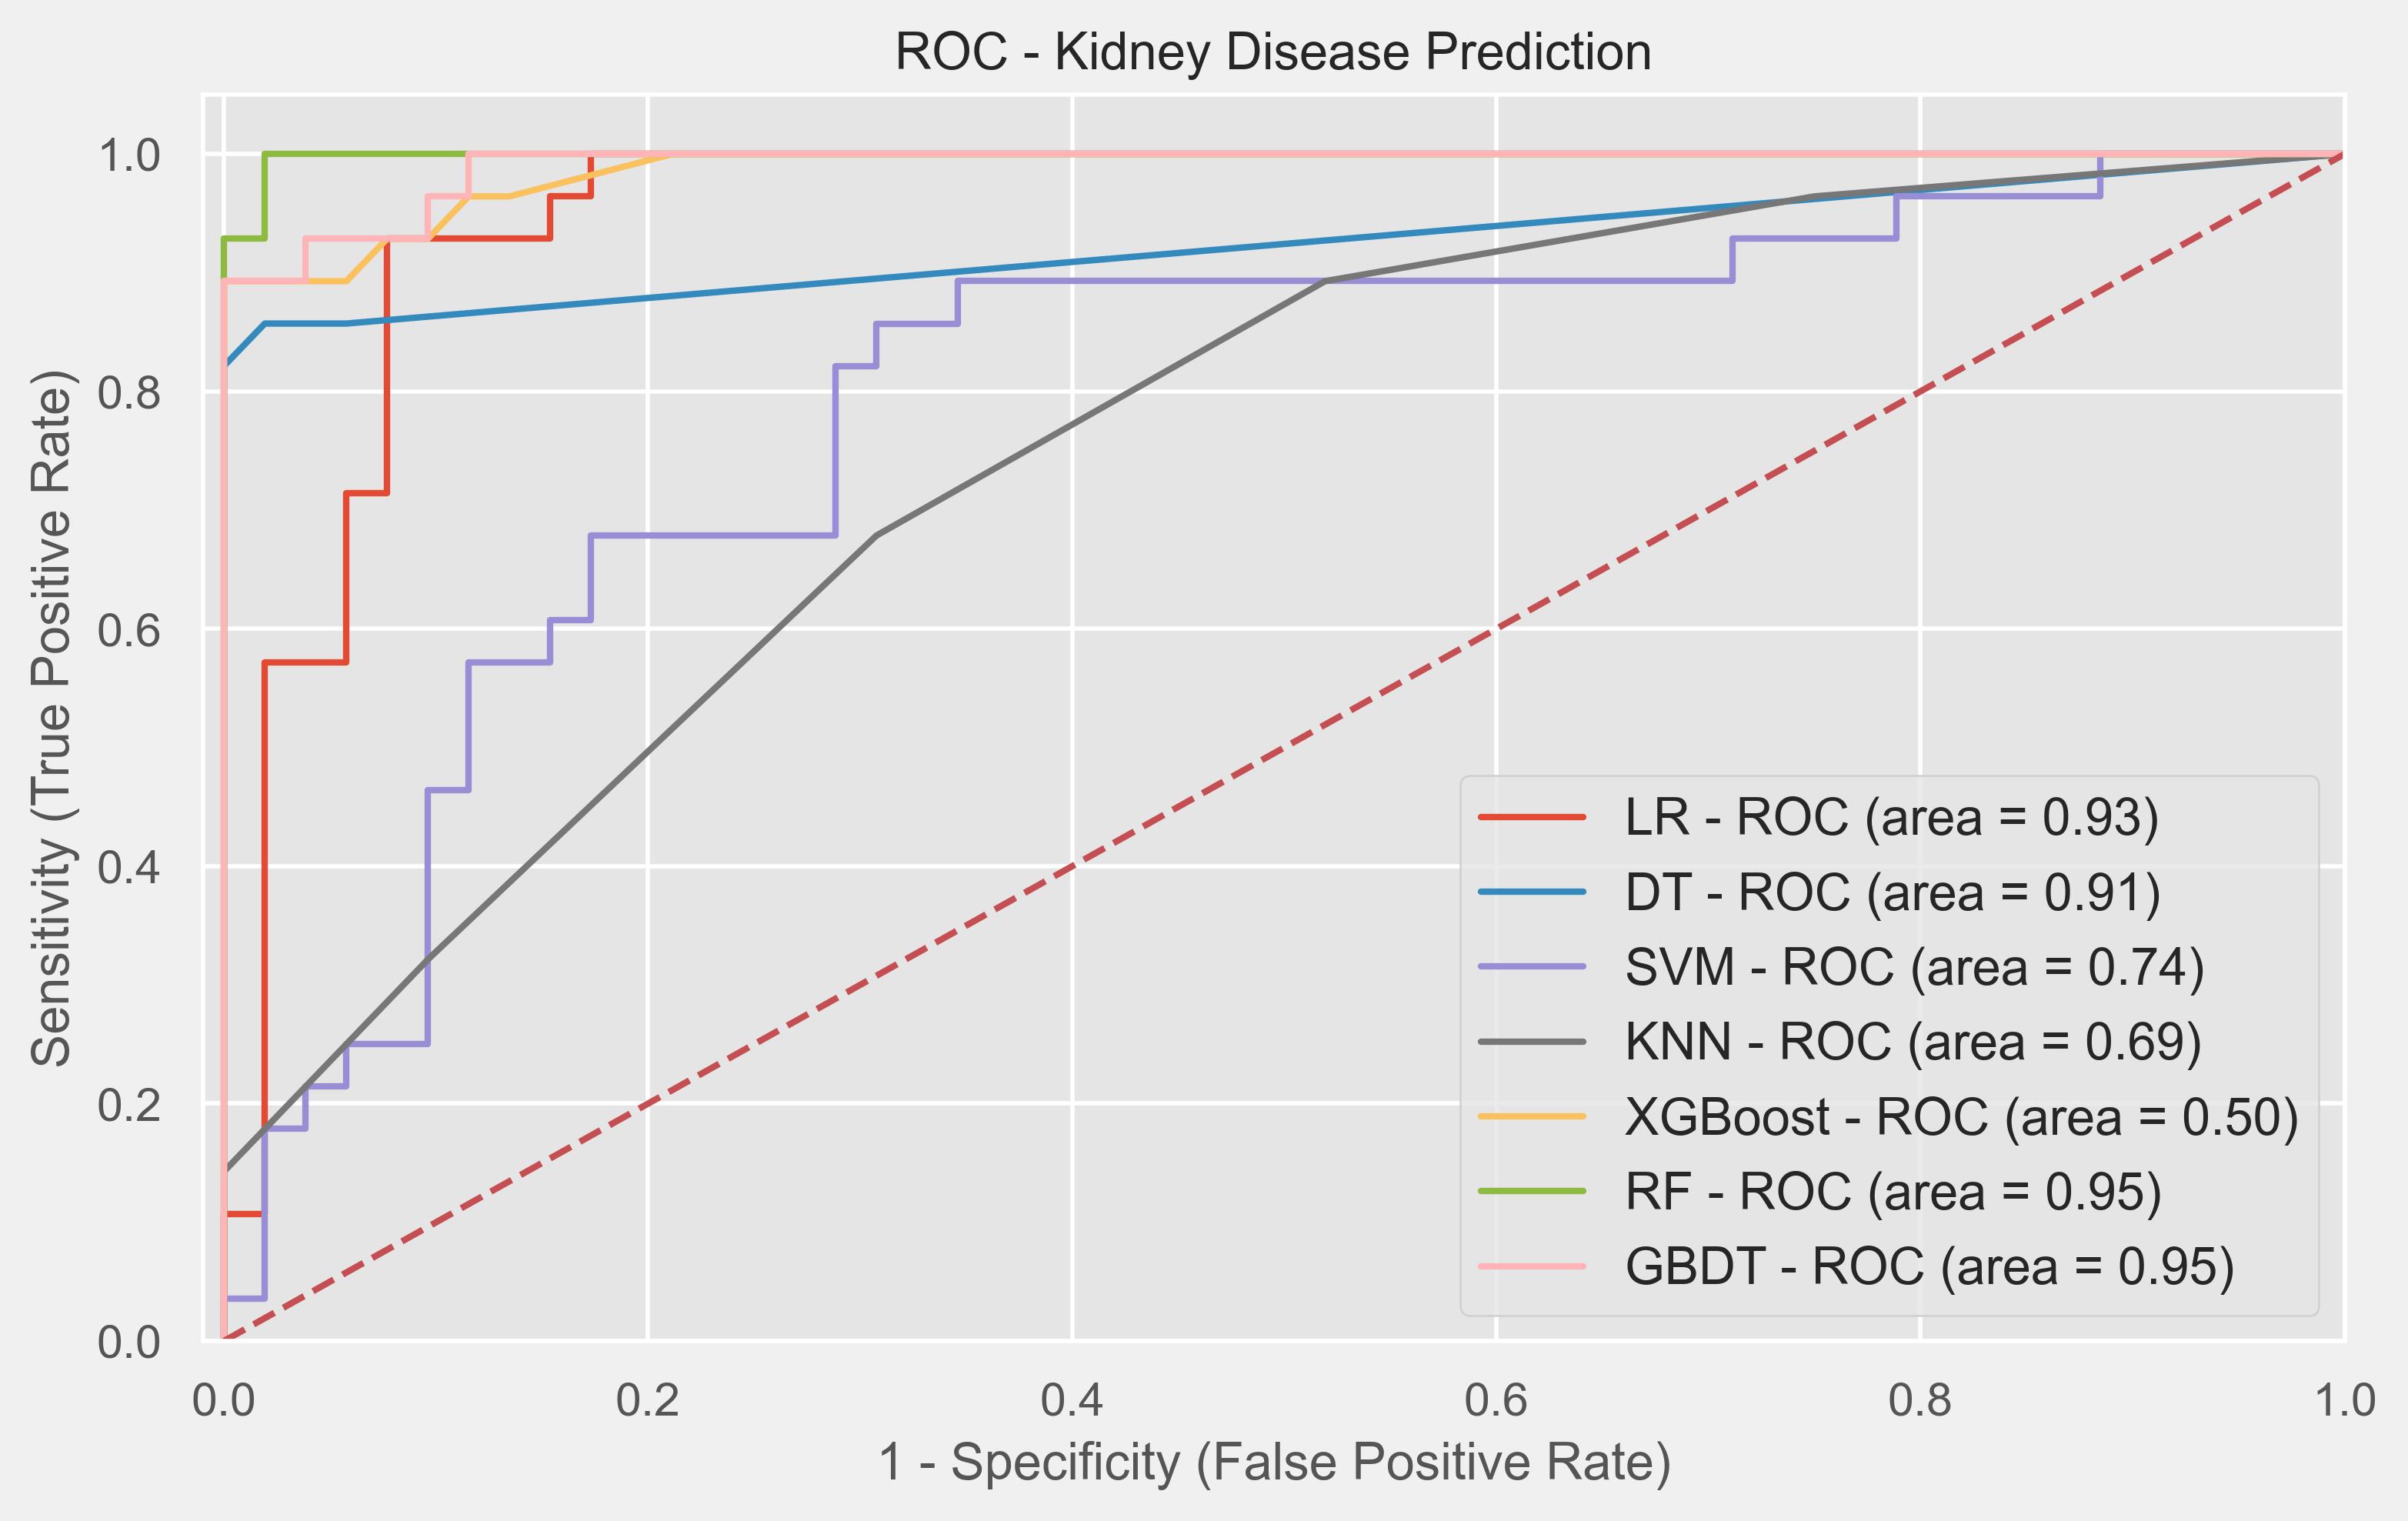 ROC - Kidney Disease Prediction
Sensitivity (True Positive Rate)
1.0
0.8
0.6
0.4
0.2
0.0
LR - ROC (area = 0.93)
DT - ROC (area = 0.91)
SVM - ROC (area = 0.74)
KNN - ROC (area = 0.69)
XGBoost - ROC (area = 0.50)
RF - ROC (area = 0.95)
GBDT - ROC (area = 0.95)
0.0 0.2 0.4 0.6 0.8 1.0
1 - Specificity (False Positive Rate)